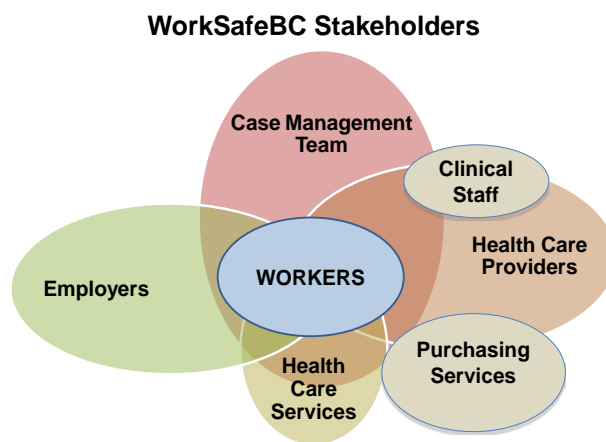 WorkSafeBC Stakeholders
Case Management
Team
Clinical
Staff
Health Care
Providers
Employers
WORKERS
Purchasing
Services
Health
Care
Services